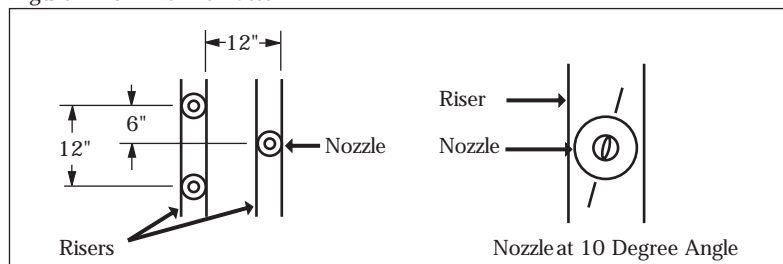 12"
6"
12"
Nozzle
Risers
Riser
Nozzle
Nozzle at 10 Degree Angle